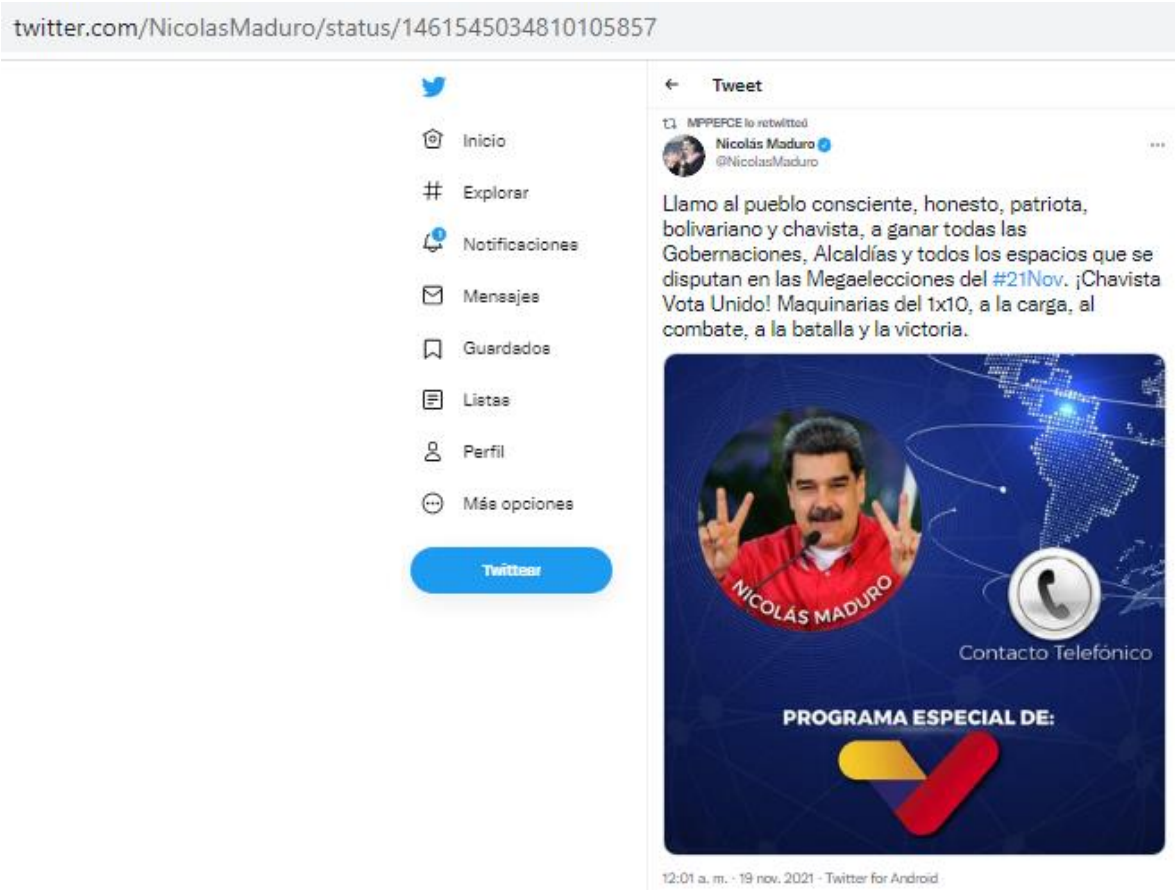 twitter.com/NicolasMaduro/status/1461545034810105857
Inicio
Explorar
1
Notificaciones
Mensajes
Guardados
Listas
Perfil
Más opciones
Twittear
Tweet
MPPEFCE lo retwitteó
Nicolás Maduro
@NicolasMaduro
Llamo al pueblo consciente, honesto, patriota,
bolivariano y chavista, a ganar todas las
Gobernaciones, Alcaldías y todos los espacios que se
disputan en las Megaelecciones del #21Nov. ¡Chavista
Vota Unido! Maquinarias del 1x10, a la carga, al
combate, a la batalla y la victoria.
NICOLÁS MADURO
Contacto Telefónico
PROGRAMA ESPECIAL DE:
12:01 a. m. · 19 nov. 2021 · Twitter for Android